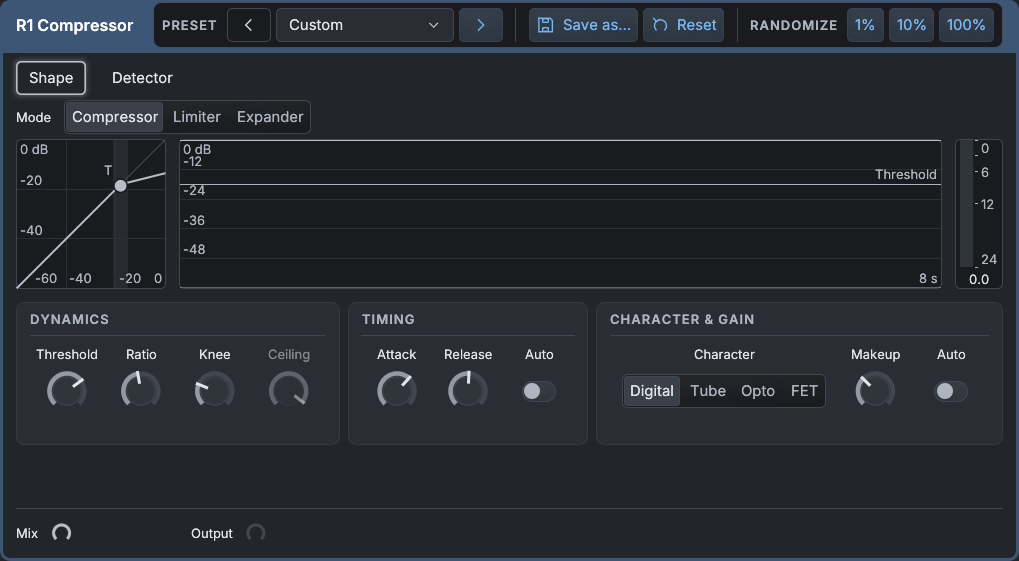 R1 Compressor PRESET Custom Save as... Reset RANDOMIZE 1% 10% 100%
Shape Detector
Mode Compressor Limiter Expander
0 dB
T
-20
-40
-60 -40 -20 0
0 dB
-12
Threshold
-24
-36
-48
8 s
0
-6
-12
24
0.0
DYNAMICS
Threshold Ratio Knee Ceiling
TIMING
Attack Release Auto
CHARACTER & GAIN
Character Makeup Auto
Digital Tube Opto FET
Mix Output